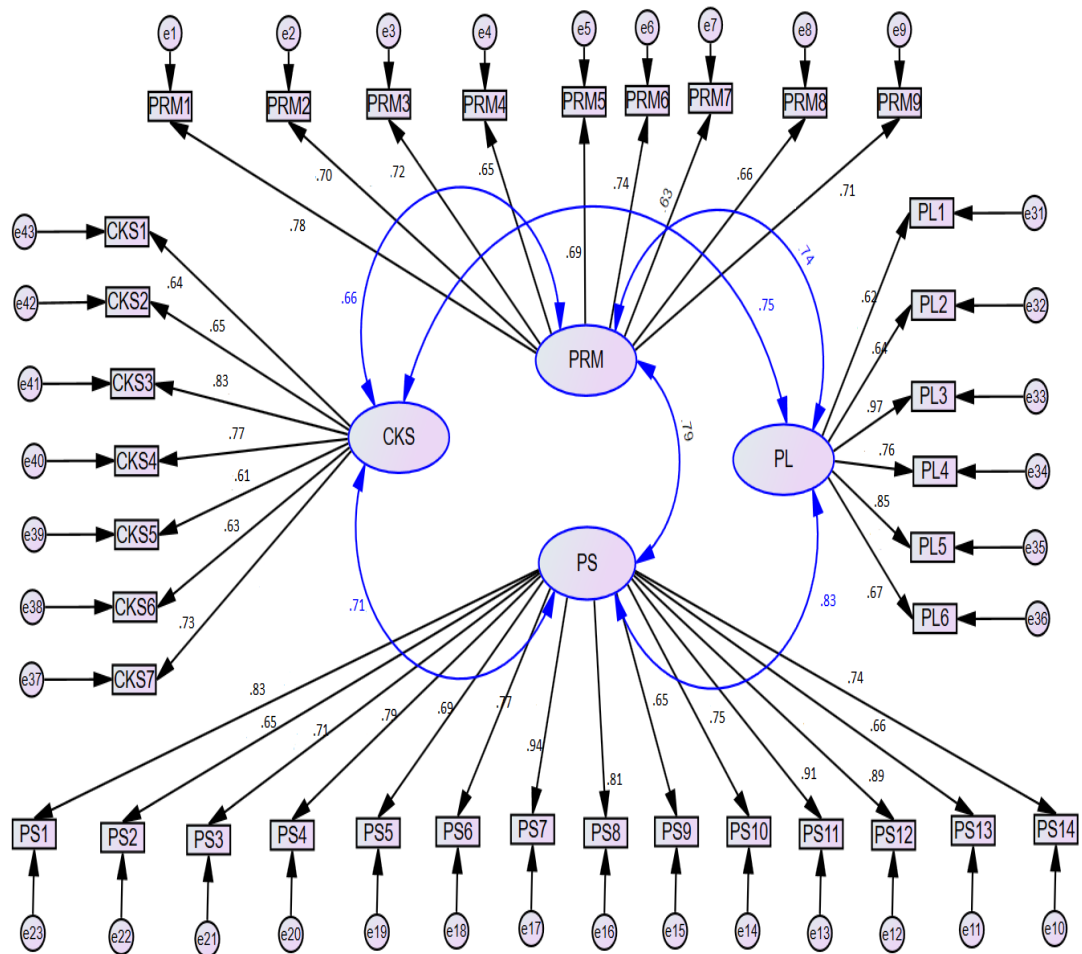 e1 e2 e3 e4 e5 e6 e7 e8 e9
PRM1 PRM2 PRM3 PRM4 PRM5 PRM6 PRM7 PRM8 PRM9
.78 .70 .72 .65 .69 .74 .63 .66 .71
e43 CKS1 .64
e42 CKS2 .65
e41 CKS3 .83
e40 CKS4 .77
e39 CKS5 .61
e38 CKS6 .63
e37 CKS7 .73
.66 .75 .74
PRM
CKS
PL
PS
.79
.71 .83
.62 PL1 e31
.64 PL2 e32
.97 PL3 e33
.76 PL4 e34
.85 PL5 e35
.67 PL6 e36
.83 .65 .71 .79 .69 .77 .94 .81 .65 .75 .91 .89 .66 .74
PS1 PS2 PS3 PS4 PS5 PS6 PS7 PS8 PS9 PS10 PS11 PS12 PS13 PS14
e23 e22 e21 e20 e19 e18 e17 e16 e15 e14 e13 e12 e11 e10